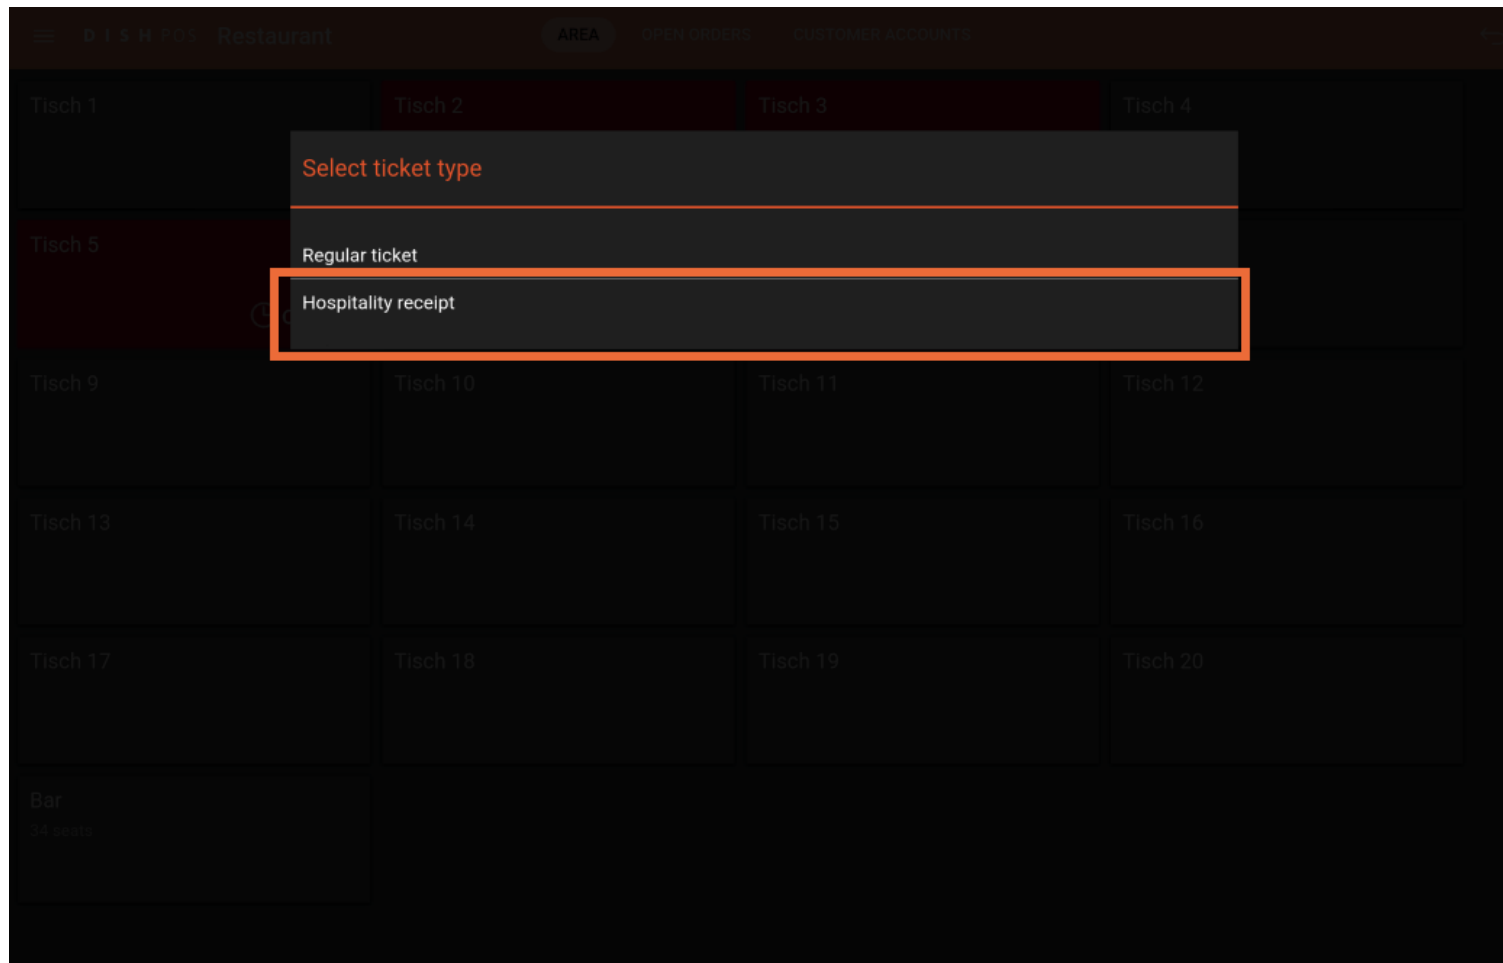 DISH POS Restaurant
AREA
OPEN ORDERS
CUSTOMER ACCOUNTS
Tisch 1
Tisch 2
Tisch 3
Tisch 4
Select ticket type
Tisch 5
Regular ticket
Hospitality receipt
Tisch 9
Tisch 10
Tisch 11
Tisch 12
Tisch 13
Tisch 14
Tisch 15
Tisch 16
Tisch 17
Tisch 18
Tisch 19
Tisch 20
Bar
34 seats